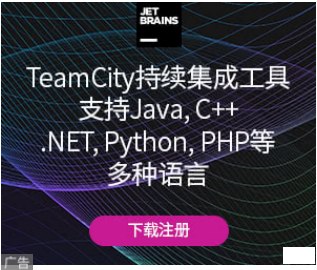 JET
BRAINS
TeamCity持续集成工具
支持Java, C++
.NET, Python, PHP等
多种语言
下载注册
广告